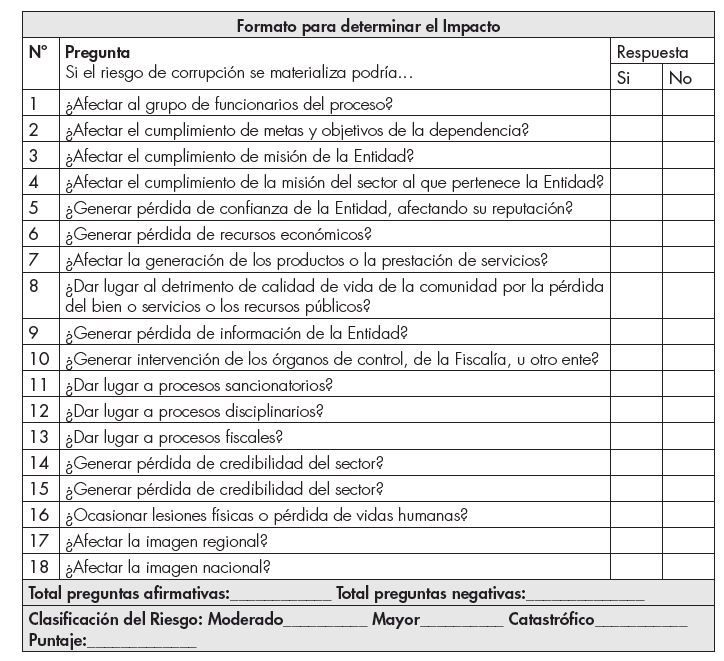 Formato para determinar el Impacto
Nº Pregunta Respuesta
Si el riesgo de corrupción se materializa podría...
Si No
1 ¿Afectar al grupo de funcionarios del proceso?
2 ¿Afectar el cumplimiento de metas y objetivos de la dependencia?
3 ¿Afectar el cumplimiento de misión de la Entidad?
4 ¿Afectar el cumplimiento de la misión del sector al que pertenece la Entidad?
5 ¿Generar pérdida de confianza de la Entidad, afectando su reputación?
6 ¿Generar pérdida de recursos económicos?
7 ¿Afectar la generación de los productos o la prestación de servicios?
8 ¿Dar lugar al detrimento de calidad de vida de la comunidad por la pérdida
del bien o servicios o los recursos públicos?
9 ¿Generar pérdida de información de la Entidad?
10 ¿Generar intervención de los órganos de control, de la Fiscalía, u otro ente?
11 ¿Dar lugar a procesos sancionatorios?
12 ¿Dar lugar a procesos disciplinarios?
13 ¿Dar lugar a procesos fiscales?
14 ¿Generar pérdida de credibilidad del sector?
15 ¿Generar pérdida de credibilidad del sector?
16 ¿Ocasionar lesiones físicas o pérdida de vidas humanas?
17 ¿Afectar la imagen regional?
18 ¿Afectar la imagen nacional?
Total preguntas afirmativas:____________ Total preguntas negativas:______________
Clasificación del Riesgo: Moderado__________ Mayor__________ Catastrófico___________
Puntaje:_____________